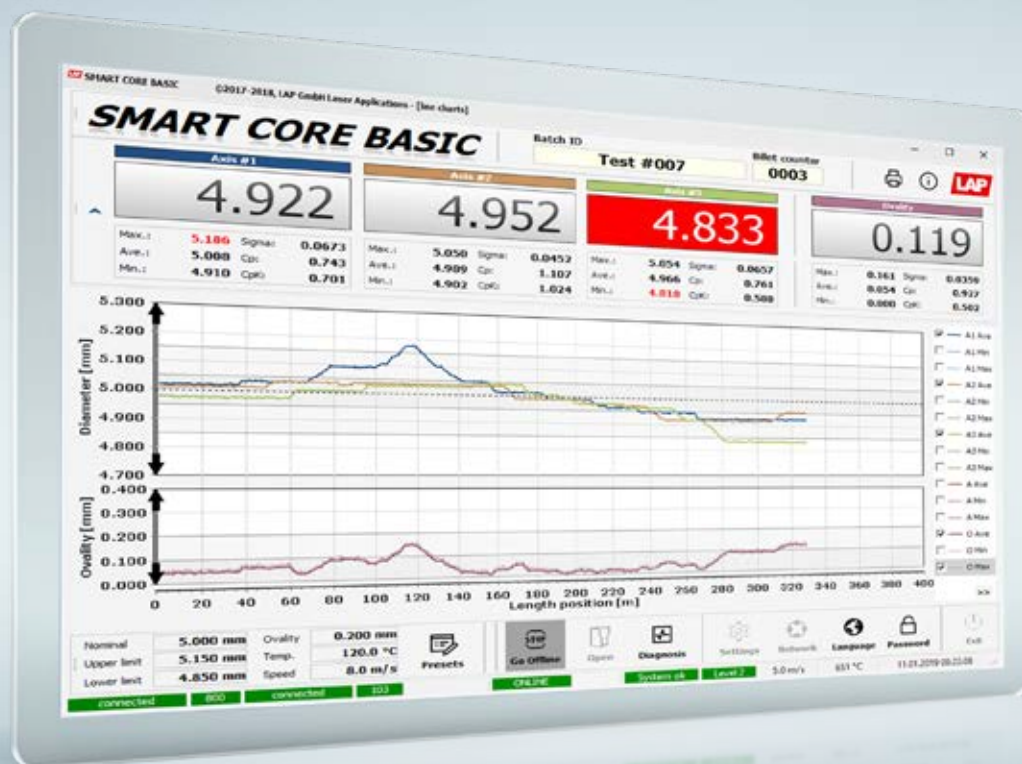 SMART CORE BASIC ©2017-2018, LAP GmbH Laser Applications - [line charts]
SMART CORE BASIC
Batch ID
Test #007
Billet counter
0003
LAP
Axis #1
4.922
Max.: 5.186 Sigma: 0.0673
Ave.: 5.008 Cp: 0.743
Min.: 4.910 CpK: 0.701
Axis #2
4.952
Max.: 5.050 Sigma: 0.0452
Ave.: 4.989 Cp: 1.107
Min.: 4.902 CpK: 1.024
Axis #3
4.833
Max.: 5.054 Sigma: 0.0657
Ave.: 4.966 Cp: 0.761
Min.: 4.818 CpK: 0.588
Ovality
0.119
Max.: 0.161 Sigma:
Ave.: 0.054 Cp: 0.927
Min.: 0.000 CpK: 0.502
Diameter [mm]
5.300
5.200
5.100
5.000
4.900
4.800
4.700
Ovality [mm]
0.400
0.300
0.200
0.100
0.000
0 20 40 60 80 100 120 140 160 180 200 220 240 260 280 300 320 340 360 380 400
Length position [m]
A1 Ave
A1 Min
A1 Max
A2 Ave
A2 Min
A2 Max
A3 Ave
A3 Min
A3 Max
A Ave
A Min
A Max
O Ave
O Min
O Max
>>
Nominal 5.000 mm Ovality 0.200 mm
Upper limit 5.150 mm Temp. 120.0 °C
Lower limit 4.850 mm Speed 8.0 m/s
Presets
STOP
Go Offline
Open
Diagnosis
Settings
Network
Language
Password
Exit
connected 800 connected 103 ONLINE System ok Level 2 5.0 m/s 651 °C